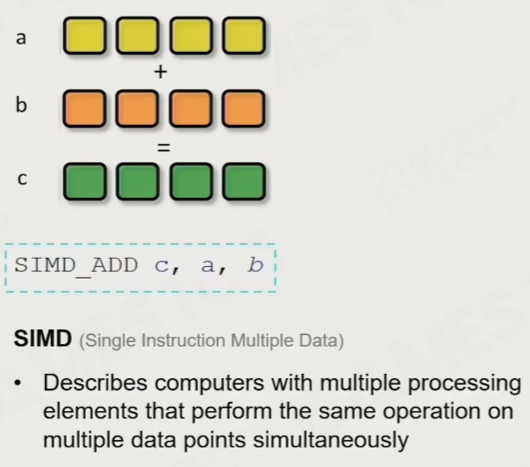 a
+
b
=
c
SIMD_ADD c, a, b
SIMD (Single Instruction Multiple Data)
• Describes computers with multiple processing
elements that perform the same operation on
multiple data points simultaneously